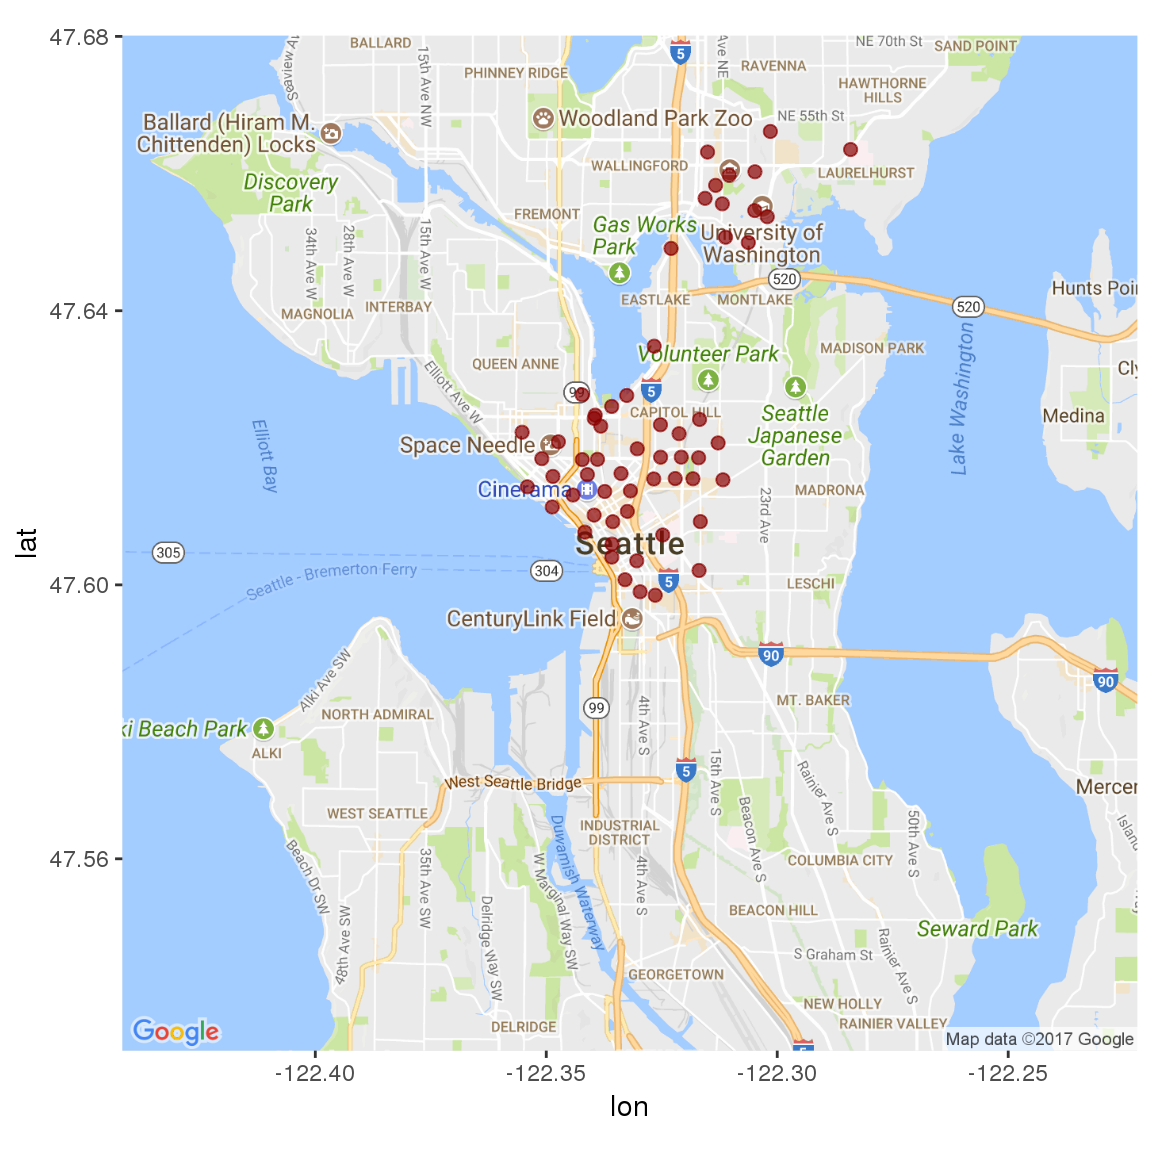 47.68
47.64
47.60
47.56
lat
-122.40
-122.35
-122.30
-122.25
lon
BALLARD
15th Ave NW
PHINNEY RIDGE
5
Ave NE
RAVENNA
NE 70th St
SAND POINT
HAWTHORNE
HILLS
NE 55th St
Ballard (Hiram M.
Chittenden) Locks
Woodland Park Zoo
WALLINGFORD
LAURELHURST
Discovery
Park
FREMONT
Gas Works
Park
University of
Washington
34th Ave W
28th Ave W
15th Ave W
520
520
EASTLAKE
MONTLAKE
Hunts Poi
MAGNOLIA
INTERBAY
QUEEN ANNE
Volunteer Park
MADISON PARK
Lake Washington
Cly
Elliott Ave W
99
5
CAPITOL HILL
Seattle
Japanese
Garden
Medina
Elliott Bay
Space Needle
Cinerama
MADRONA
23rd Ave
Seattle
305
304
Seattle - Bremerton Ferry
5
LESCHI
CenturyLink Field
90
90
Alki Ave SW
NORTH ADMIRAL
MT. BAKER
ki Beach Park
ALKI
99
4th Ave S
5
15th Ave S
Rainier Ave S
West Seattle Bridge
Mercer
WEST SEATTLE
INDUSTRIAL
DISTRICT
Beacon Ave S
50th Ave S
Island
Beach Dr SW
35th Ave SW
Duwamish Waterway
W Marginal Way SW
4th Ave S
COLUMBIA CITY
48th Ave SW
Delridge Way SW
BEACON HILL
Seward Park
Rainier Ave S
S Graham St
GEORGETOWN
NEW HOLLY
RAINIER VALLEY
DELRIDGE
5
Google
Map data ©2017 Google